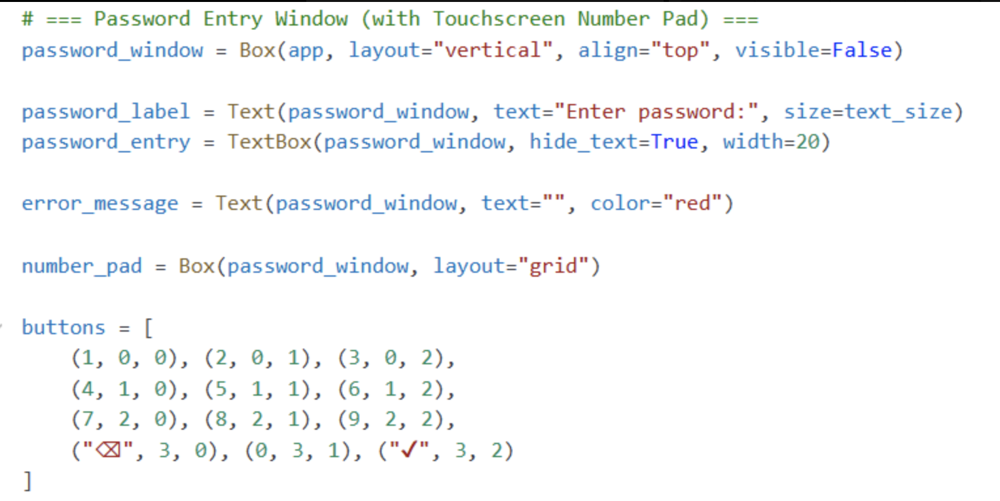 # === Password Entry Window (with Touchscreen Number Pad) ===
password_window = Box(app, layout="vertical", align="top", visible=False)
password_label = Text(password_window, text="Enter password:", size=text_size)
password_entry = TextBox(password_window, hide_text=True, width=20)
error_message = Text(password_window, text="", color="red")
number_pad = Box(password_window, layout="grid")
buttons = [
    (1, 0, 0), (2, 0, 1), (3, 0, 2),
    (4, 1, 0), (5, 1, 1), (6, 1, 2),
    (7, 2, 0), (8, 2, 1), (9, 2, 2),
    ("⌫", 3, 0), (0, 3, 1), ("✓", 3, 2)
]